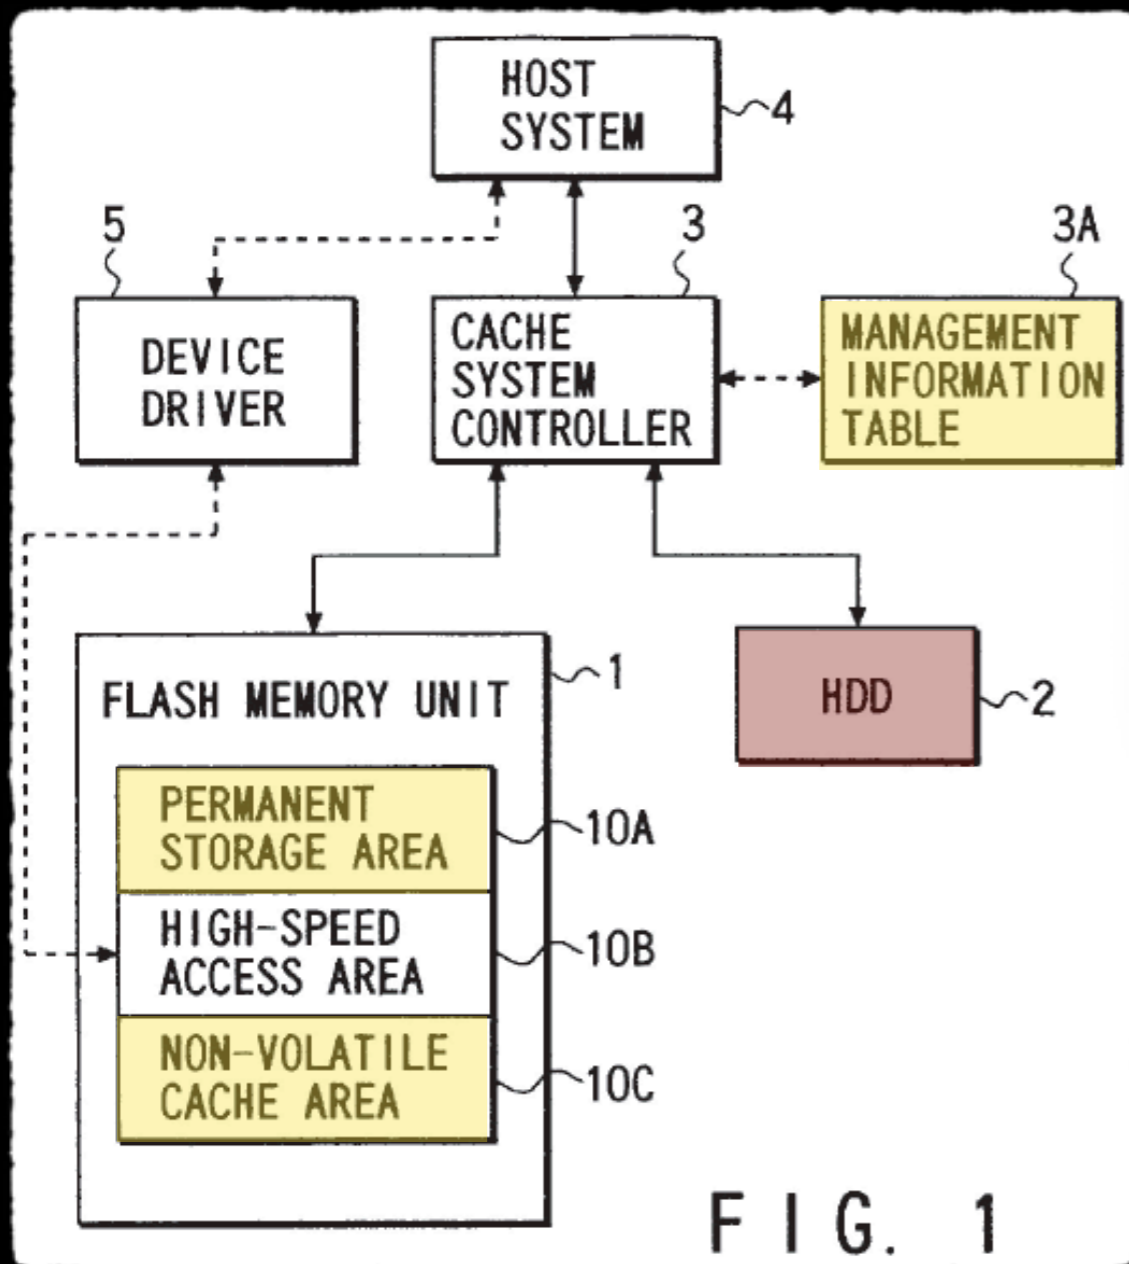 HOST
SYSTEM
4
5
3
3A
DEVICE
DRIVER
CACHE
SYSTEM
CONTROLLER
MANAGEMENT
INFORMATION
TABLE
1
FLASH MEMORY UNIT
HDD
2
PERMANENT
STORAGE AREA
10A
HIGH-SPEED
ACCESS AREA
10B
NON-VOLATILE
CACHE AREA
10C
FIG. 1